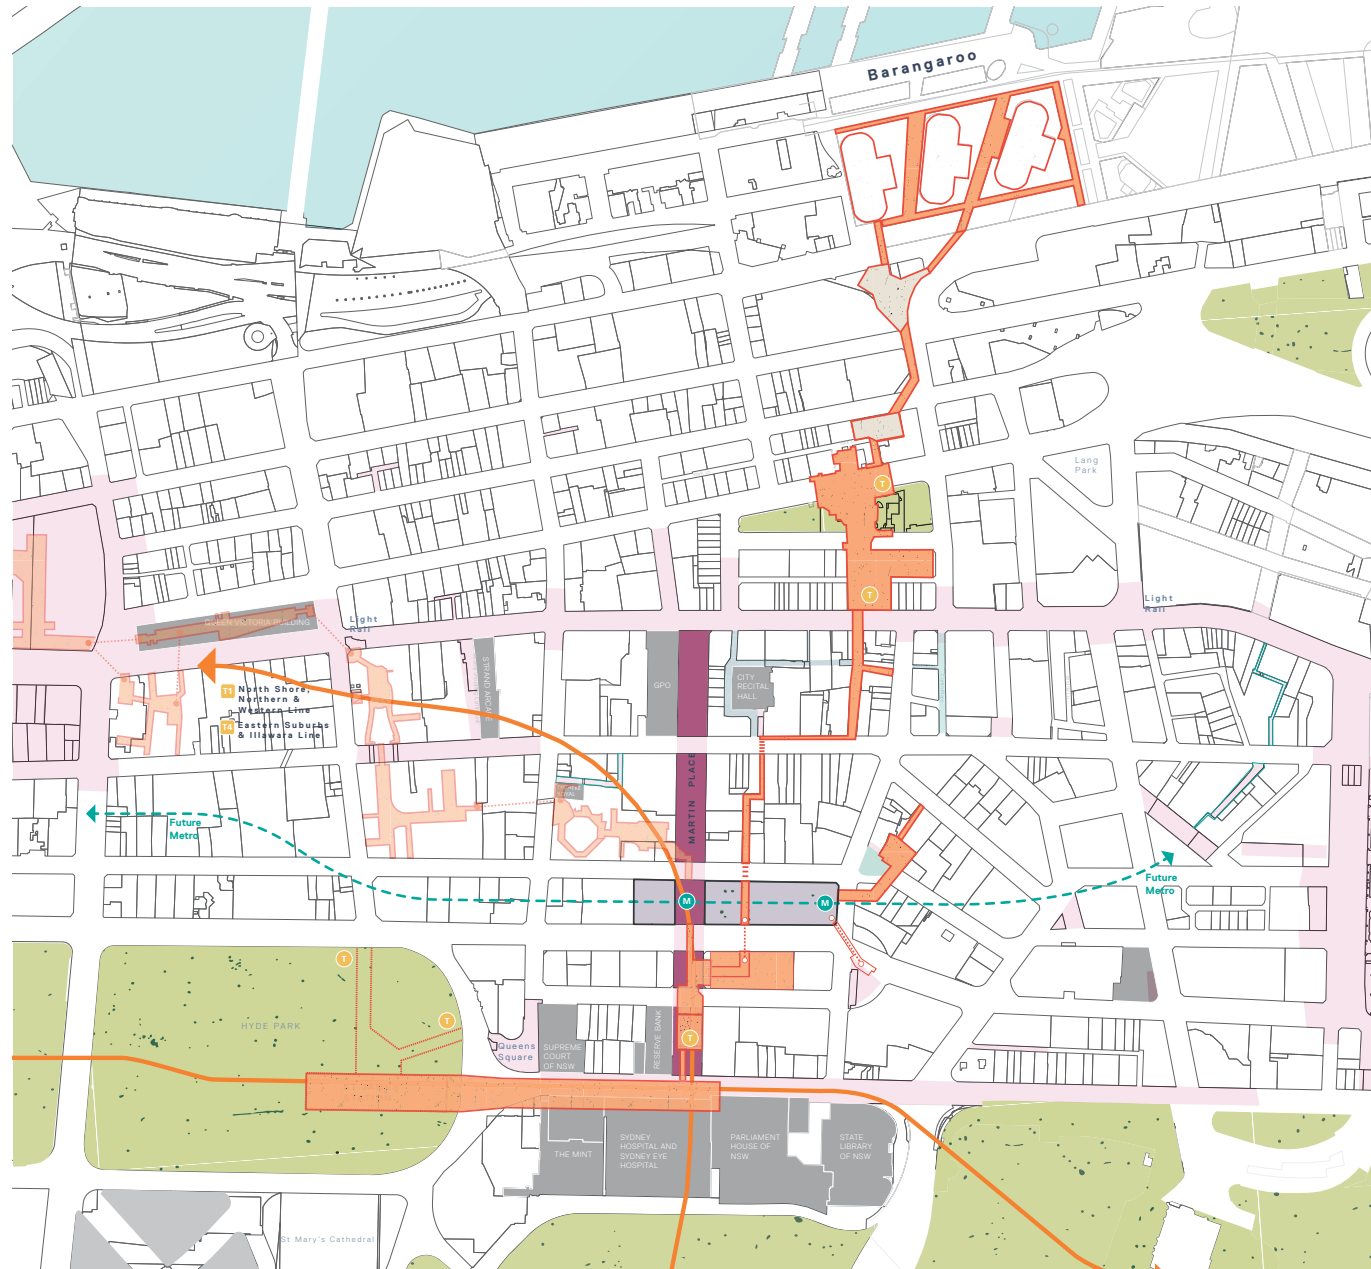 Barangaroo
Lang
Park
T
T
Light
Rail
Light
Rail
QUEEN VICTORIA BUILDING
STRAND ARCADE
GPO
CITY
RECITAL
HALL
T1 North Shore,
Northern &
Western Line
T4 Eastern Suburbs
& Illawara Line
MARTIN PLACE
Future
Metro
Future
Metro
M
M
T
T
HYDE PARK
Queens
Square
SUPREME
COURT
OF NSW
RESERVE BANK
T
THE MINT
SYDNEY
HOSPITAL AND
SYDNEY EYE
HOSPITAL
PARLIAMENT
HOUSE OF
NSW
STATE
LIBRARY
OF NSW
St Mary's Cathedral